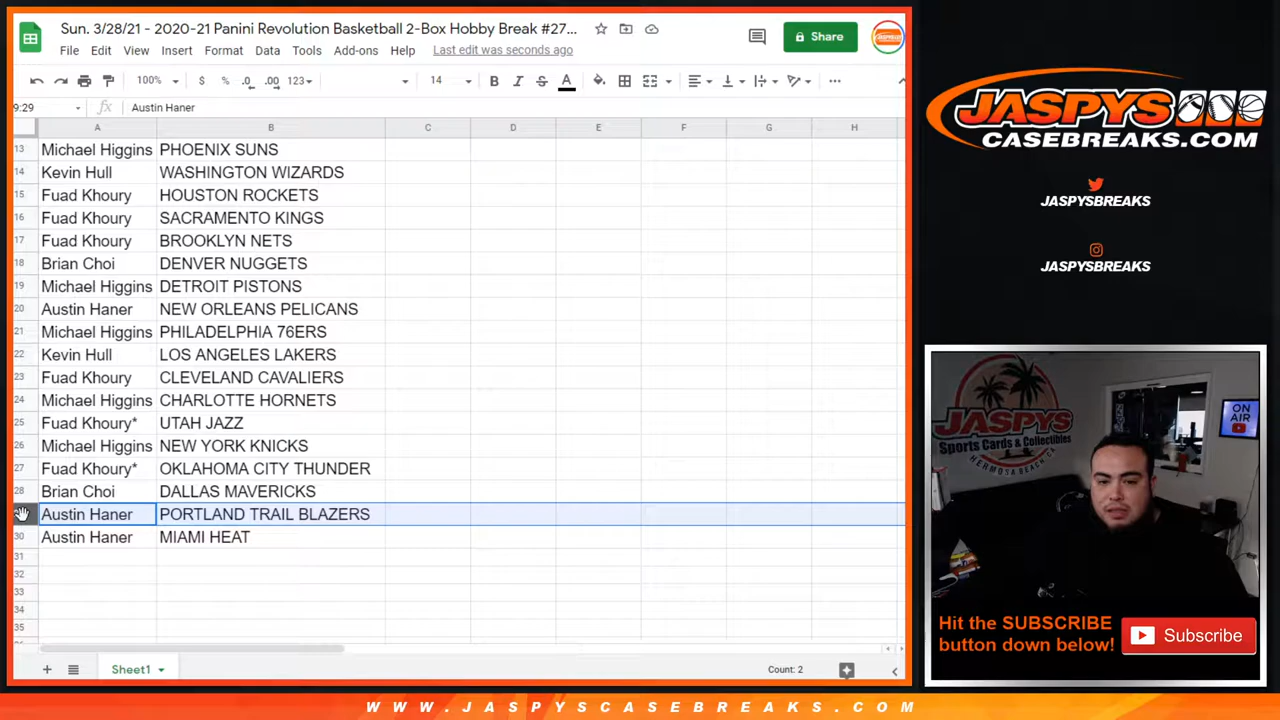 Sun. 3/28/21 - 2020-21 Panini Revolution Basketball 2-Box Hobby Break #27...
File Edit View Insert Format Data Tools Add-ons Help Last edit was seconds ago
Share
100% $ % .0 .00 123 14 B I S A
9:29 fx Austin Haner
A B C D E F G H
13 Michael Higgins PHOENIX SUNS
14 Kevin Hull WASHINGTON WIZARDS
15 Fuad Khoury HOUSTON ROCKETS
16 Fuad Khoury SACRAMENTO KINGS
17 Fuad Khoury BROOKLYN NETS
18 Brian Choi DENVER NUGGETS
19 Michael Higgins DETROIT PISTONS
20 Austin Haner NEW ORLEANS PELICANS
21 Michael Higgins PHILADELPHIA 76ERS
22 Kevin Hull LOS ANGELES LAKERS
23 Fuad Khoury CLEVELAND CAVALIERS
24 Michael Higgins CHARLOTTE HORNETS
25 Fuad Khoury* UTAH JAZZ
26 Michael Higgins NEW YORK KNICKS
27 Fuad Khoury* OKLAHOMA CITY THUNDER
28 Brian Choi DALLAS MAVERICKS
Austin Haner PORTLAND TRAIL BLAZERS
30 Austin Haner MIAMI HEAT
31
32
33
34
35
Sheet1 Count: 2
JASPYS
CASEBREAKS.COM
JASPYSBREAKS
JASPYSBREAKS
JASPYS
Sports Cards & Collectibles
HERMOSA BEACH, CA
ON
AIR
Hit the SUBSCRIBE
button down below!
Subscribe
WWW.JASPYSCASEBREAKS.COM